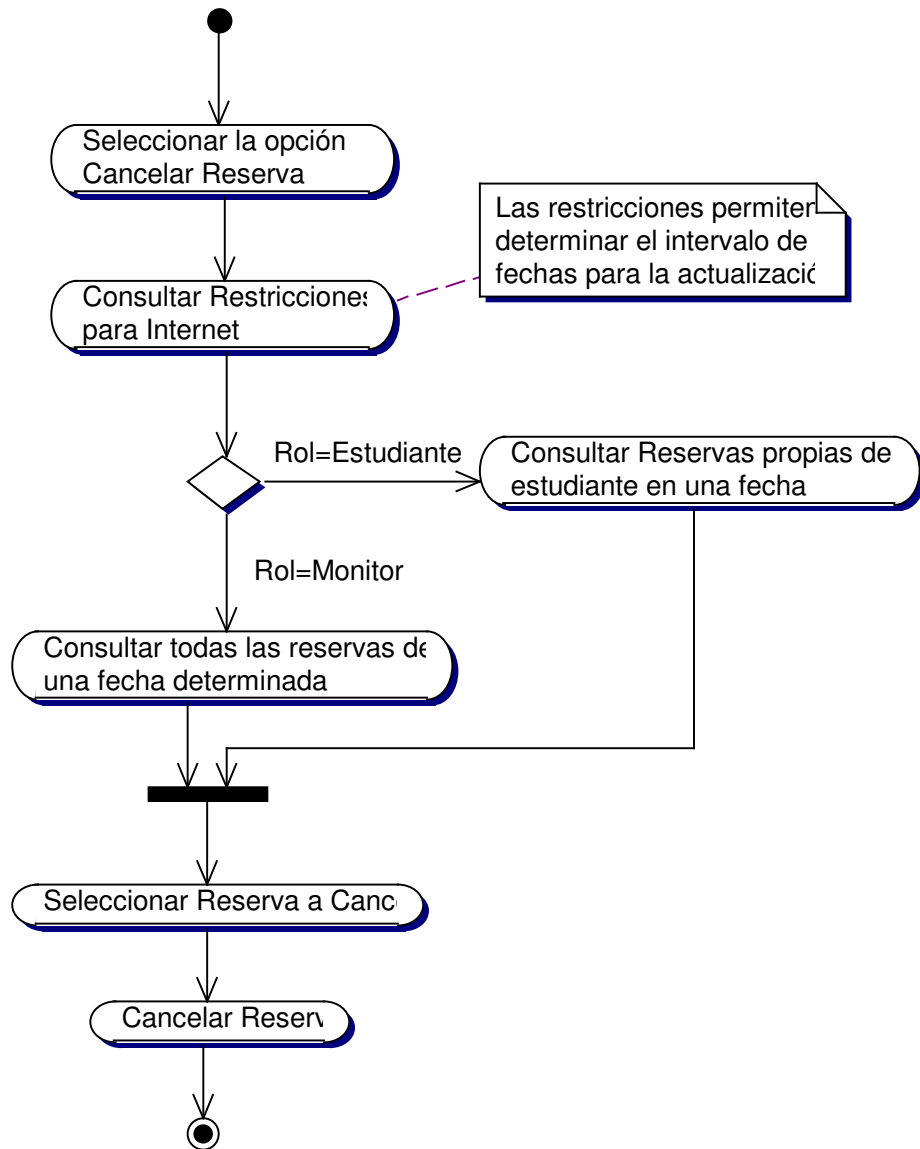 Seleccionar la opción
Cancelar Reserva
Las restricciones permiten
determinar el intervalo de
fechas para la actualizació
Consultar Restricciones
para Internet
Rol=Estudiante
Consultar Reservas propias de
estudiante en una fecha
Rol=Monitor
Consultar todas las reservas de
una fecha determinada
Seleccionar Reserva a Canc
Cancelar Reserv